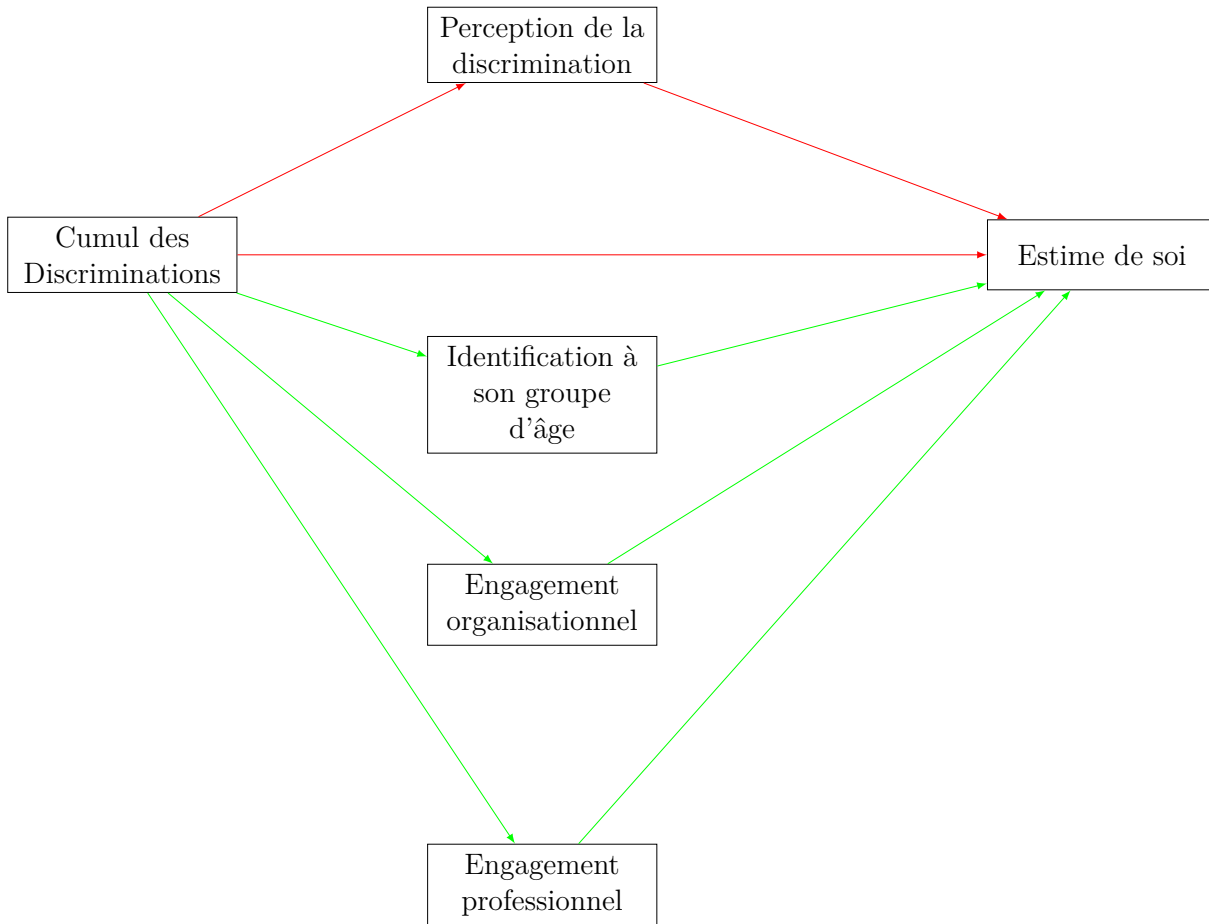 Perception de la
discrimination
Cumul des
Discriminations
Estime de soi
Identification à
son groupe
d'âge
Engagement
organisationnel
Engagement
professionnel